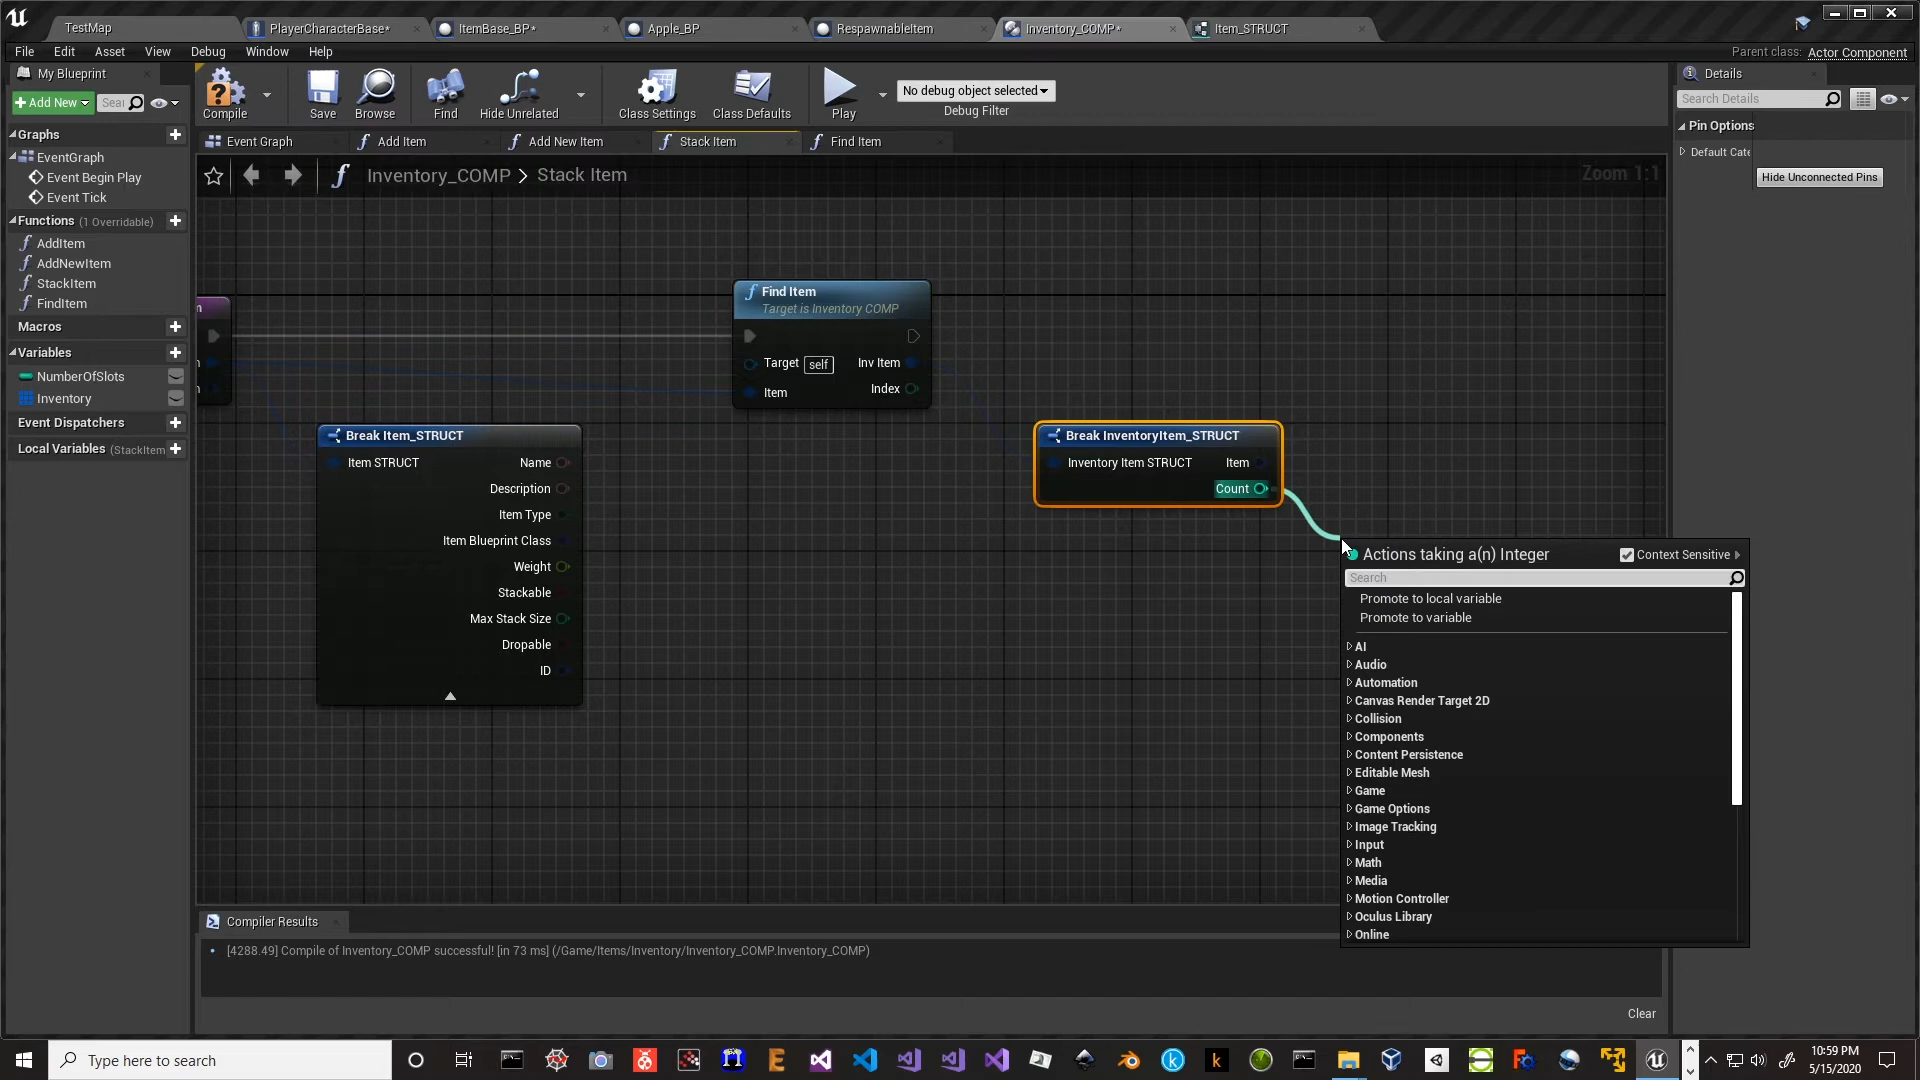 TestMap
PlayerCharacterBase*
ItemBase_BP*
Apple_BP
RespawnableItem
Inventory_COMP*
Item_STRUCT
File Edit Asset View Debug Window Help
Parent class: Actor Component
My Blueprint
Add New
Sear
Compile
Save
Browse
Find
Hide Unrelated
Class Settings
Class Defaults
Play
No debug object selected
Debug Filter
Details
Search Details
Pin Options
Default Cate
Hide Unconnected Pins
Event Graph
Add Item
Add New Item
Stack Item
Find Item
Inventory_COMP > Stack Item
Zoom 1:1
Graphs
EventGraph
Event Begin Play
Event Tick
Functions (1 Overridable)
AddItem
AddNewItem
StackItem
FindItem
Macros
Variables
NumberOfSlots
Inventory
Event Dispatchers
Local Variables (StackItem
Find Item
Target is Inventory COMP
Target self
Inv Item
Item
Index
Break Item_STRUCT
Item STRUCT
Name
Description
Item Type
Item Blueprint Class
Weight
Stackable
Max Stack Size
Dropable
ID
Break InventoryItem_STRUCT
Inventory Item STRUCT
Item
Count
Actions taking a(n) Integer
Context Sensitive
Search
Promote to local variable
Promote to variable
AI
Audio
Automation
Canvas Render Target 2D
Collision
Components
Content Persistence
Editable Mesh
Game
Game Options
Image Tracking
Input
Math
Media
Motion Controller
Oculus Library
Online
Compiler Results
[4288.49] Compile of Inventory_COMP successful! [in 73 ms] (/Game/Items/Inventory/Inventory_COMP.Inventory_COMP)
Clear
Type here to search
10:59 PM
5/15/2020